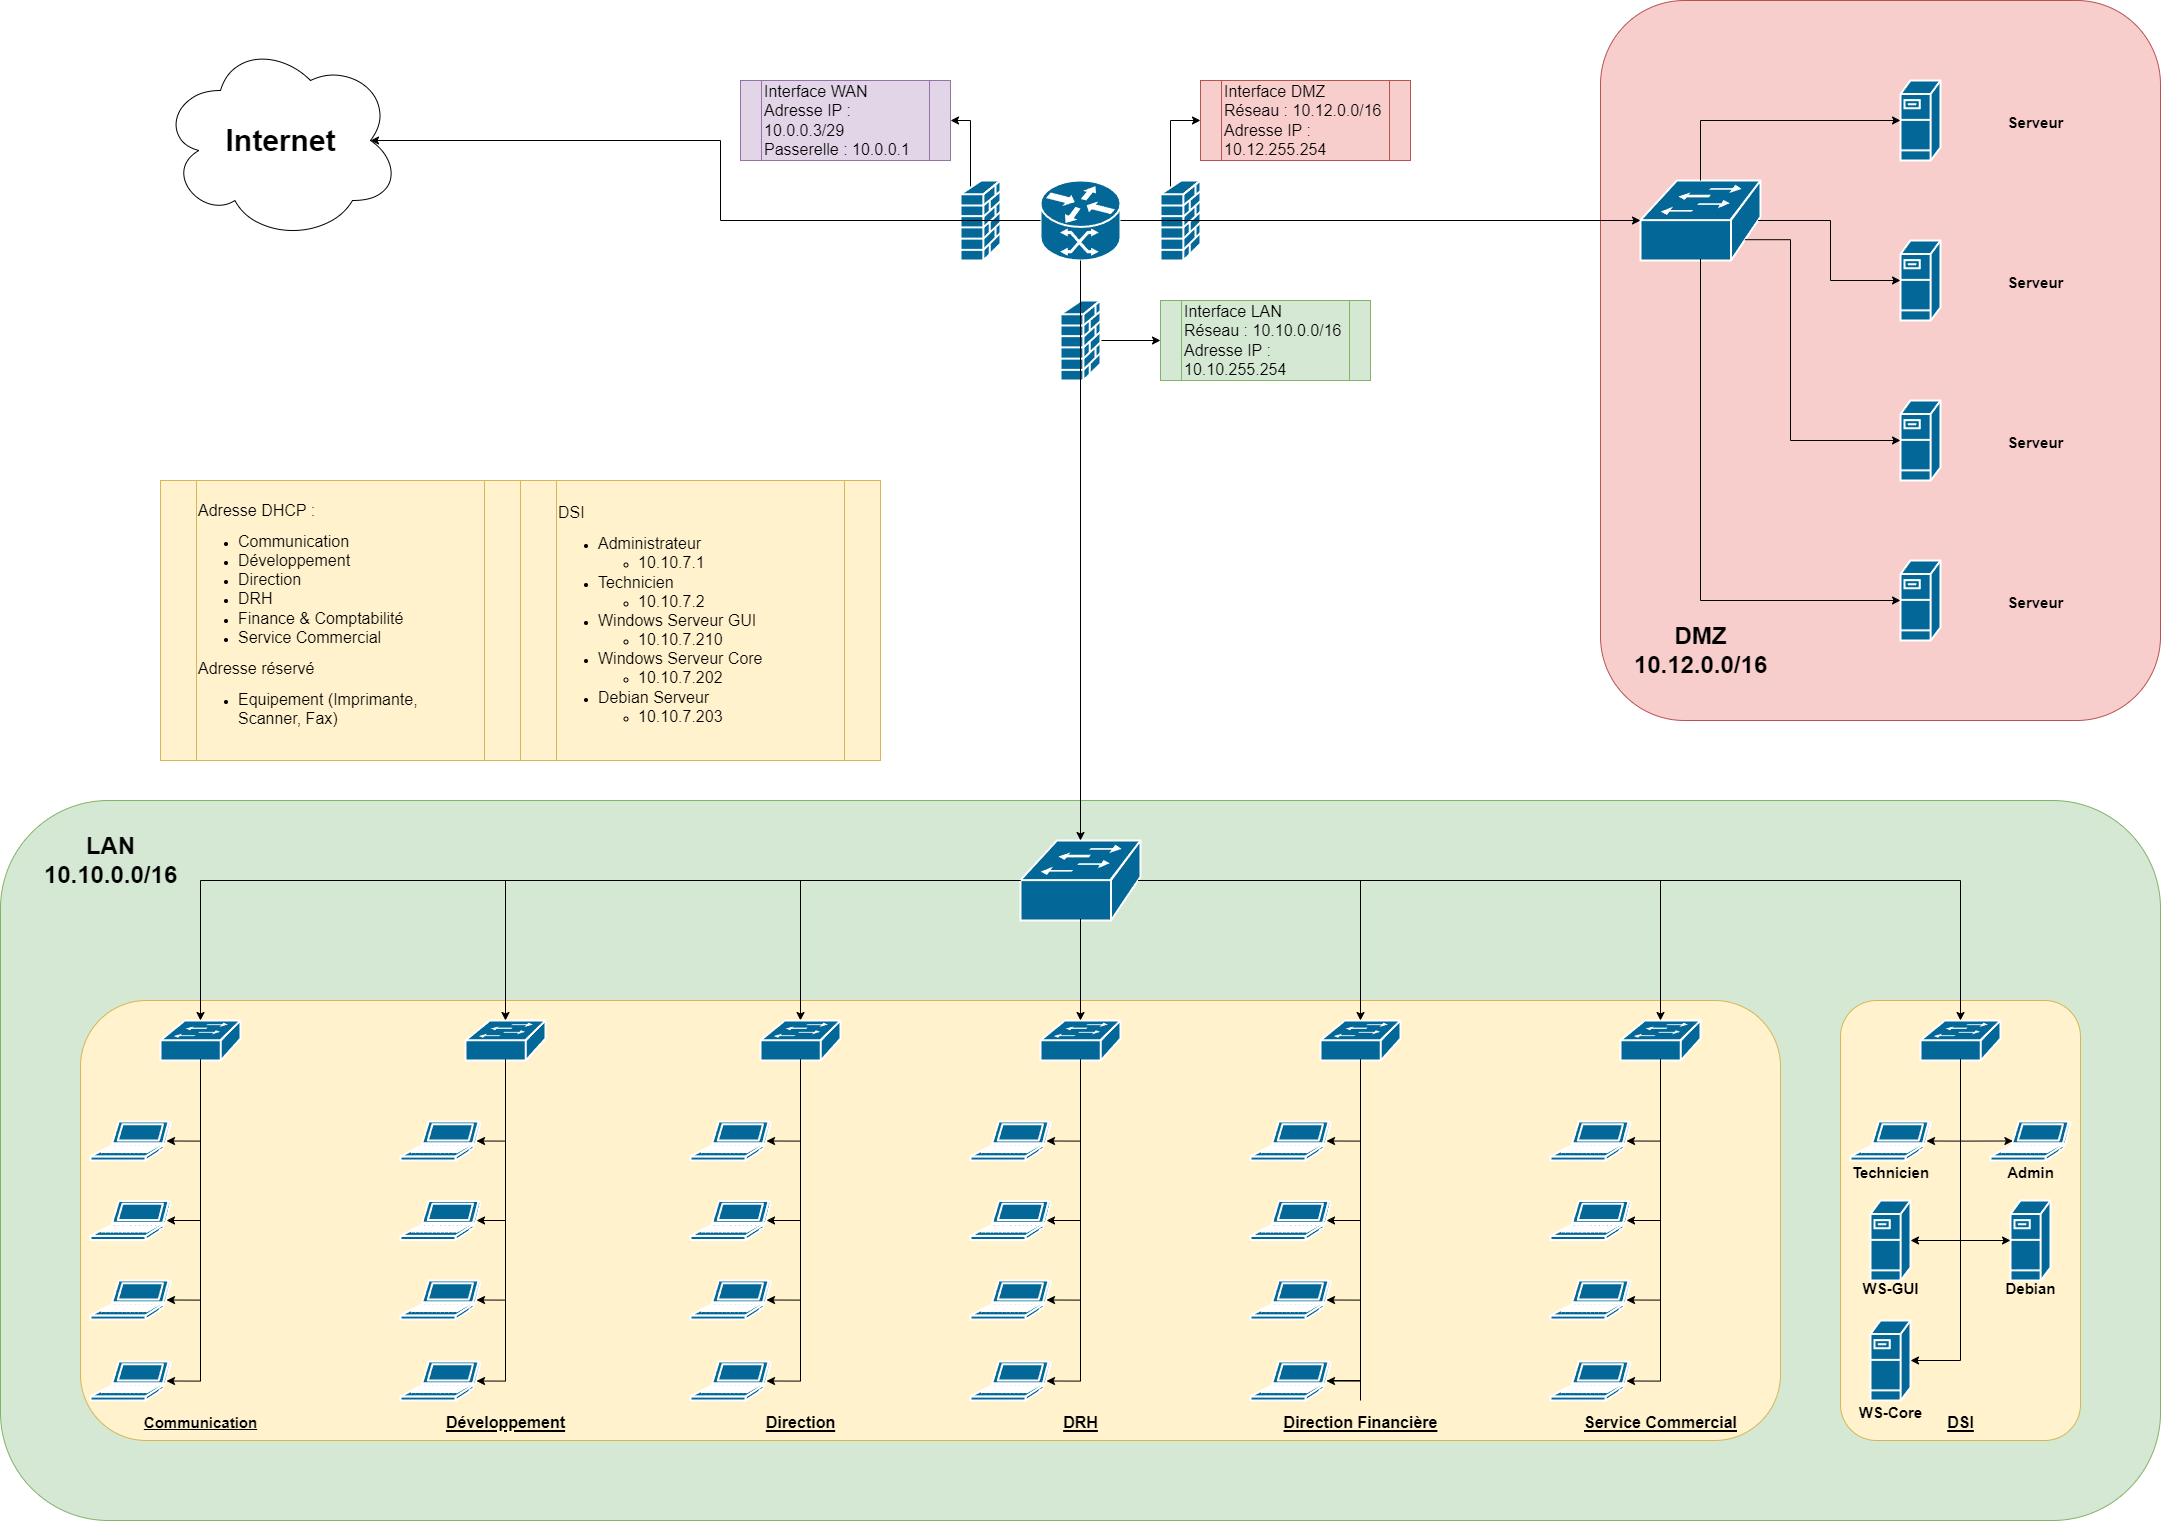 Internet
Interface WAN
Adresse IP :
10.0.0.3/29
Passerelle : 10.0.0.1
Interface DMZ
Réseau : 10.12.0.0/16
Adresse IP :
10.12.255.254
Interface LAN
Réseau : 10.10.0.0/16
Adresse IP :
10.10.255.254
Serveur
Serveur
Serveur
Serveur
DMZ
10.12.0.0/16
Adresse DHCP :
Communication
Développement
Direction
DRH
Finance & Comptabilité
Service Commercial
Adresse réservé
Equipement (Imprimante,
Scanner, Fax)
DSI
Administrateur
10.10.7.1
Technicien
10.10.7.2
Windows Serveur GUI
10.10.7.210
Windows Serveur Core
10.10.7.202
Debian Serveur
10.10.7.203
LAN
10.10.0.0/16
Technicien
Admin
WS-GUI
Debian
WS-Core
Communication
Développement
Direction
DRH
Direction Financière
Service Commercial
DSI